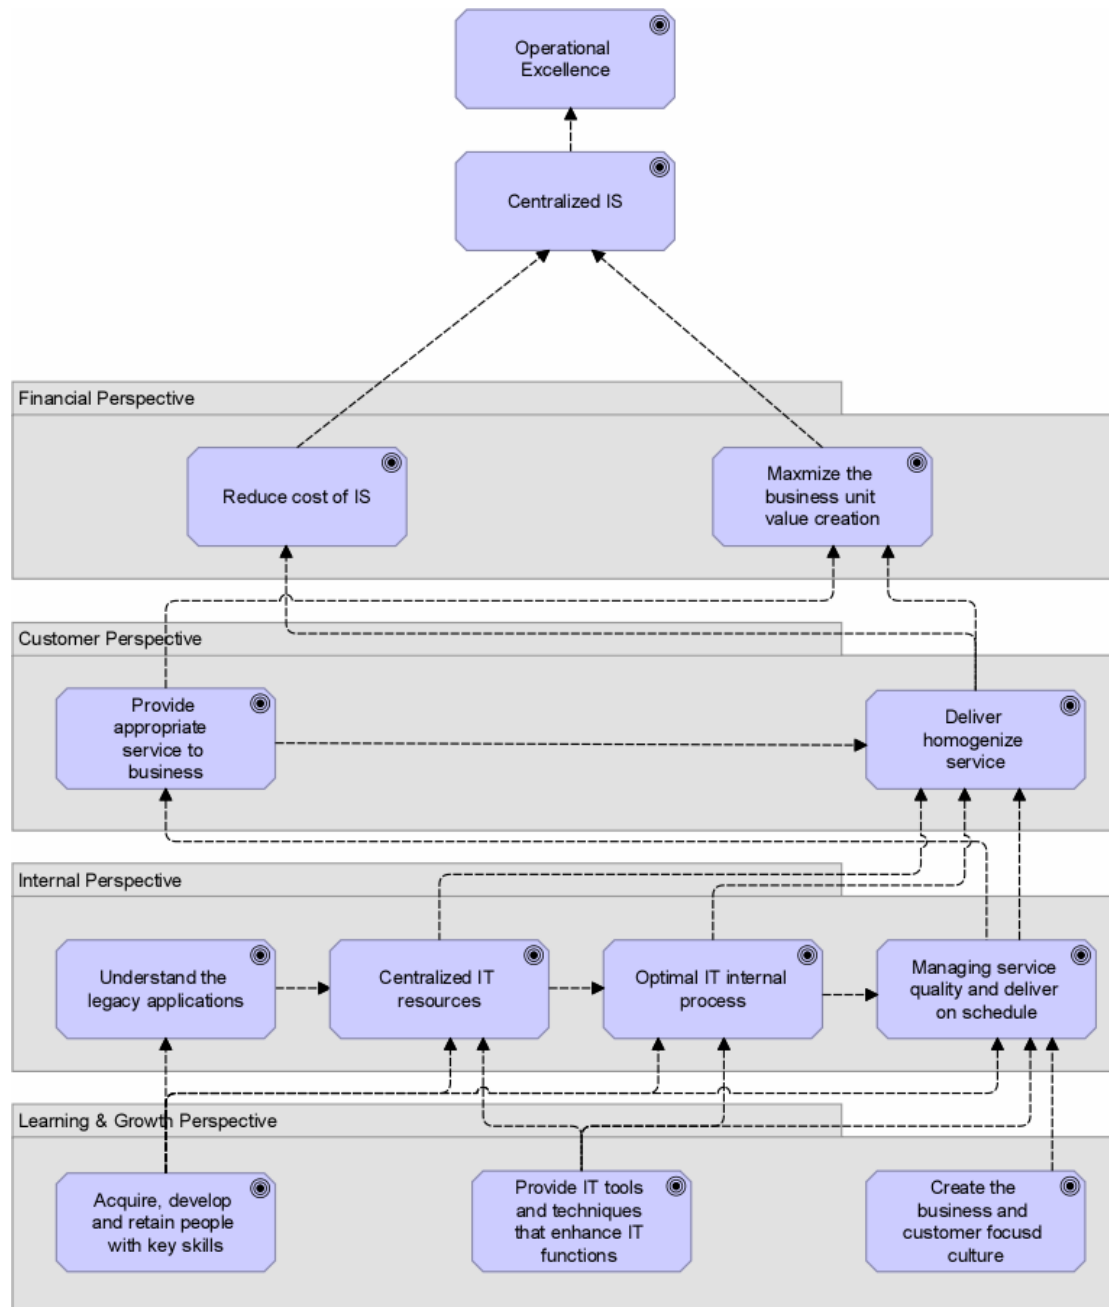 Operational
Excellence
Centralized IS
Financial Perspective
Reduce cost of IS
Maxmize the
business unit
value creation
Customer Perspective
Provide
appropriate
service to
business
Deliver
homogenize
service
Internal Perspective
Understand the
legacy applications
Centralized IT
resources
Optimal IT internal
process
Managing service
quality and deliver
on schedule
Learning & Growth Perspective
Acquire, develop
and retain people
with key skills
Provide IT tools
and techniques
that enhance IT
functions
Create the
business and
customer focusd
culture